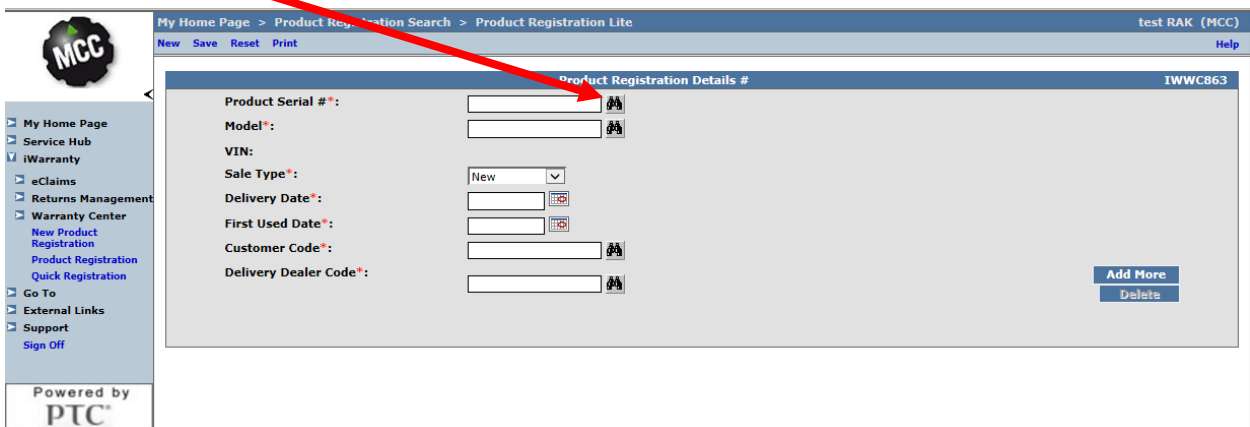 MCC
My Home Page > Product Registration Search > Product Registration Lite test RAK (MCC)
New Save Reset Print Help
Product Registration Details # IWWC863
Product Serial #*:
Model*:
VIN:
Sale Type*: New
Delivery Date*:
First Used Date*:
Customer Code*:
Delivery Dealer Code*:
Add More
Delete
My Home Page
Service Hub
iWarranty
eClaims
Returns Management
Warranty Center
New Product
Registration
Product Registration
Quick Registration
Go To
External Links
Support
Sign Off
Powered by
PTC